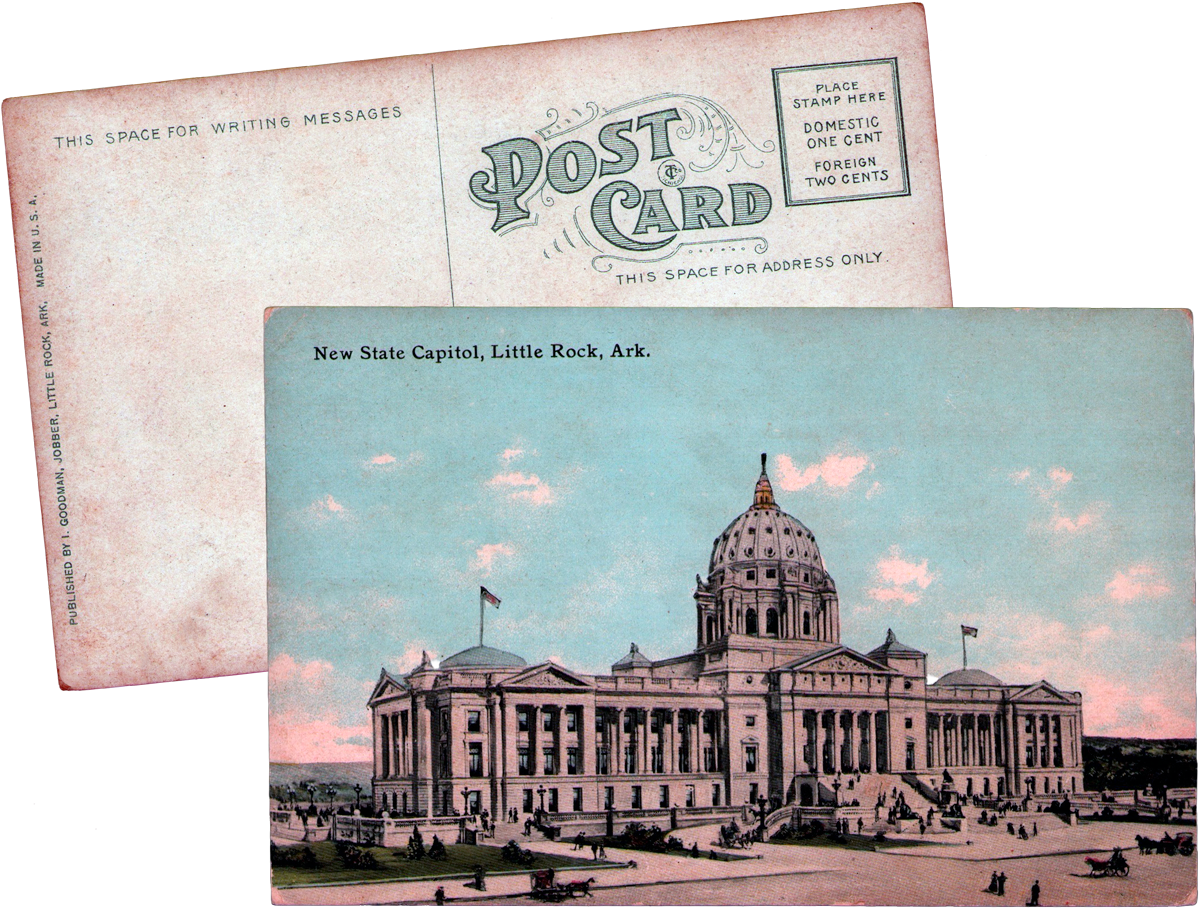 THIS SPACE FOR WRITING MESSAGES
POST
CARD
PLACE
STAMP HERE
DOMESTIC
ONE CENT
FOREIGN
TWO CENTS
THIS SPACE FOR ADDRESS ONLY.
PUBLISHED BY I. GOODMAN, JOBBER, LITTLE ROCK, ARK. MADE IN U. S. A.
New State Capitol, Little Rock, Ark.